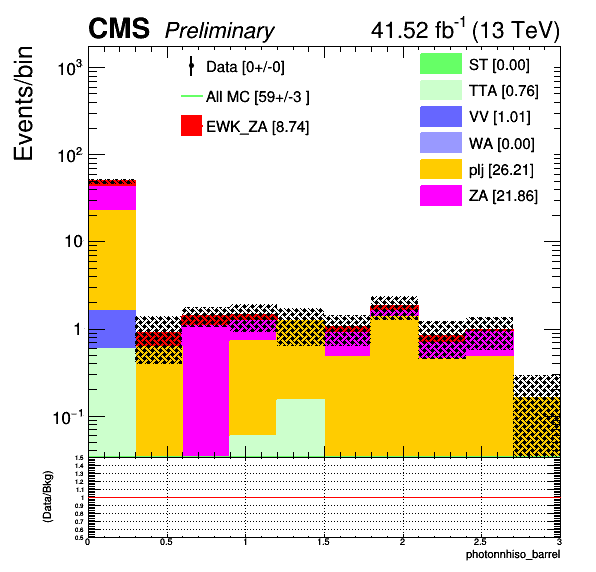 CMS Preliminary 41.52 fb⁻¹ (13 TeV)
Events/bin
10³
10²
10
1
10⁻¹
Data [0+/-0]
All MC [59+/-3 ]
EWK_ZA [8.74]
ST [0.00]
TTA [0.76]
VV [1.01]
WA [0.00]
plj [26.21]
ZA [21.86]
(Data/Bkg)
1.5
1.4
1.3
1.2
1.1
1
0.9
0.8
0.7
0.6
0.5
0 0.5 1 1.5 2 2.5 3
photonnhiso_barrel